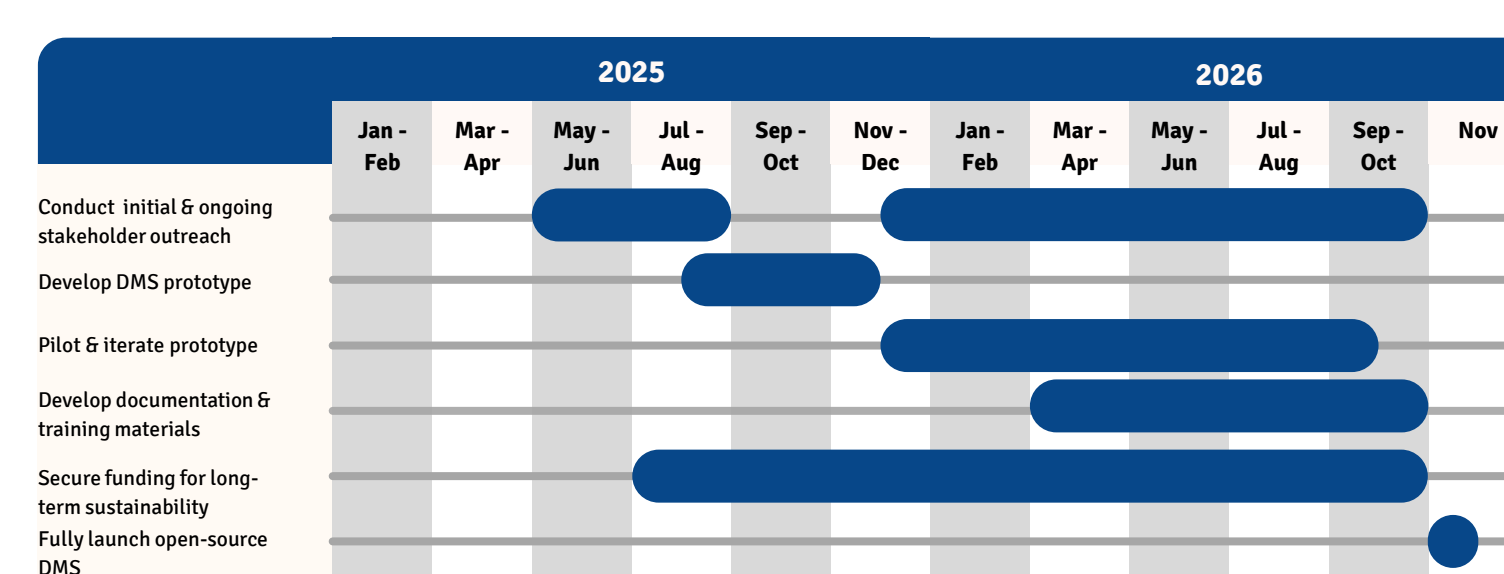 2025
2026
Jan -
Feb
Mar -
Apr
May -
Jun
Jul -
Aug
Sep -
Oct
Nov -
Dec
Jan -
Feb
Mar -
Apr
May -
Jun
Jul -
Aug
Sep -
Oct
Nov
Conduct initial & ongoing
stakeholder outreach
Develop DMS prototype
Pilot & iterate prototype
Develop documentation &
training materials
Secure funding for long-
term sustainability
Fully launch open-source
DMS